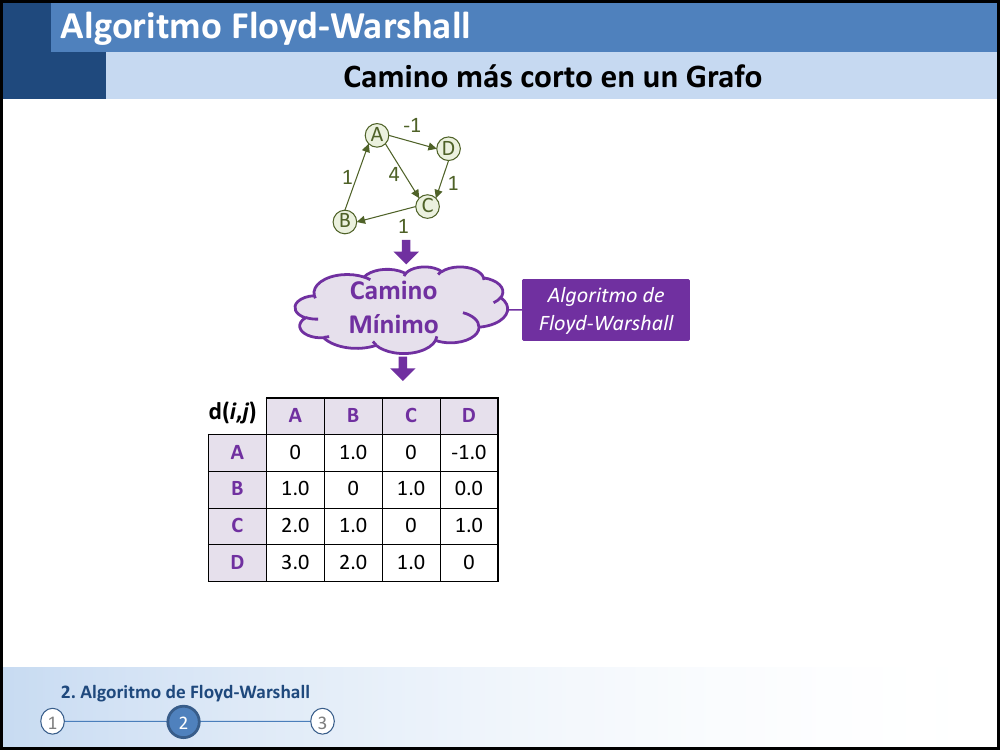 Algoritmo Floyd-Warshall
Camino más corto en un Grafo
A -1 D
1 4 1
B 1 C
Camino
Mínimo
Algoritmo de
Floyd-Warshall
d(i,j) A B C D
A 0 1.0 0 -1.0
B 1.0 0 1.0 0.0
C 2.0 1.0 0 1.0
D 3.0 2.0 1.0 0
2. Algoritmo de Floyd-Warshall
1 2 3